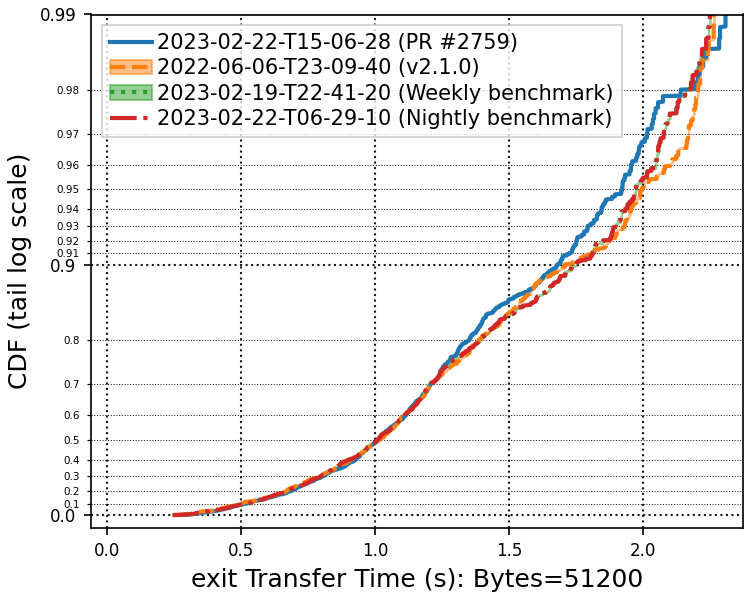 0.99
2023-02-22-T15-06-28 (PR #2759)
2022-06-06-T23-09-40 (v2.1.0)
2023-02-19-T22-41-20 (Weekly benchmark)
2023-02-22-T06-29-10 (Nightly benchmark)
0.98
0.97
0.96
0.95
0.94
0.93
0.92
0.91
0.9
0.8
0.7
0.6
0.5
0.4
0.3
0.2
0.1
0.0
CDF (tail log scale)
0.0 0.5 1.0 1.5 2.0
exit Transfer Time (s): Bytes=51200